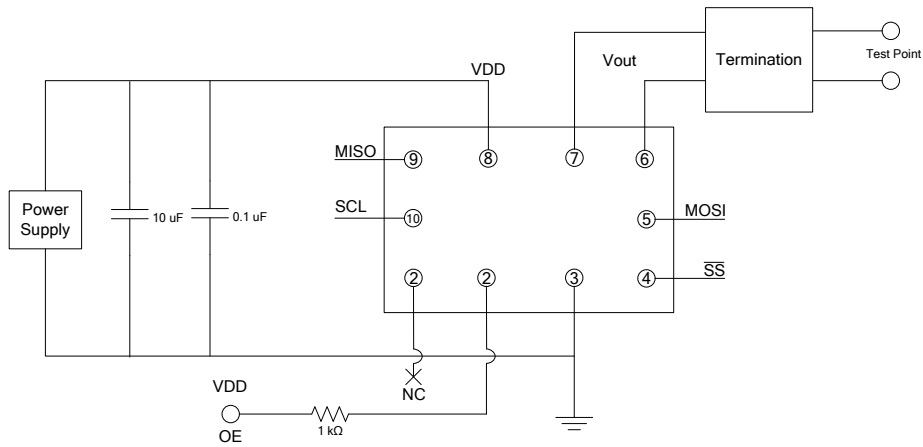 VDD
Vout
Termination
Test Point
MISO
9
8
7
6
SCL
10
5
MOSI
Power
Supply
10 uF
0.1 uF
2
2
3
4
SS
NC
VDD
OE
1 kΩ